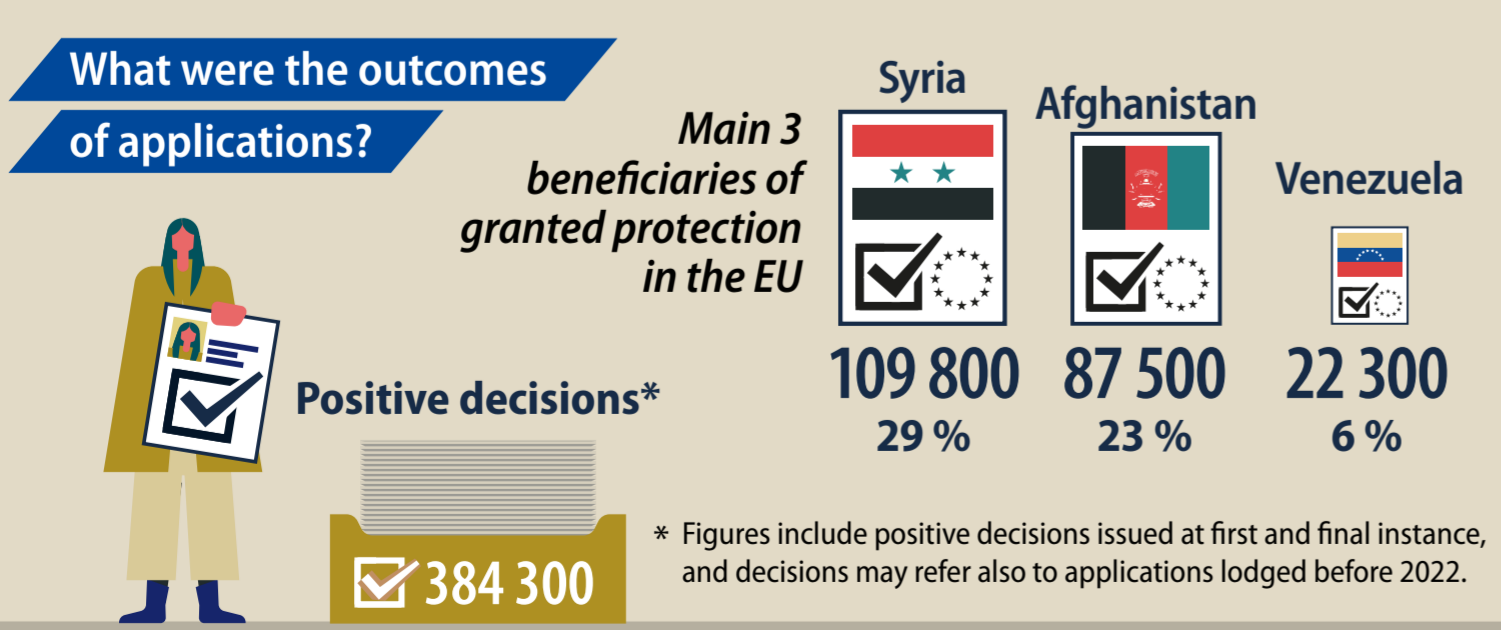 What were the outcomes
of applications?
Main 3
beneficiaries of
granted protection
in the EU
Syria
109 800
29 %
Afghanistan
87 500
23 %
Venezuela
22 300
6 %
Positive decisions*
384 300
* Figures include positive decisions issued at first and final instance,
and decisions may refer also to applications lodged before 2022.